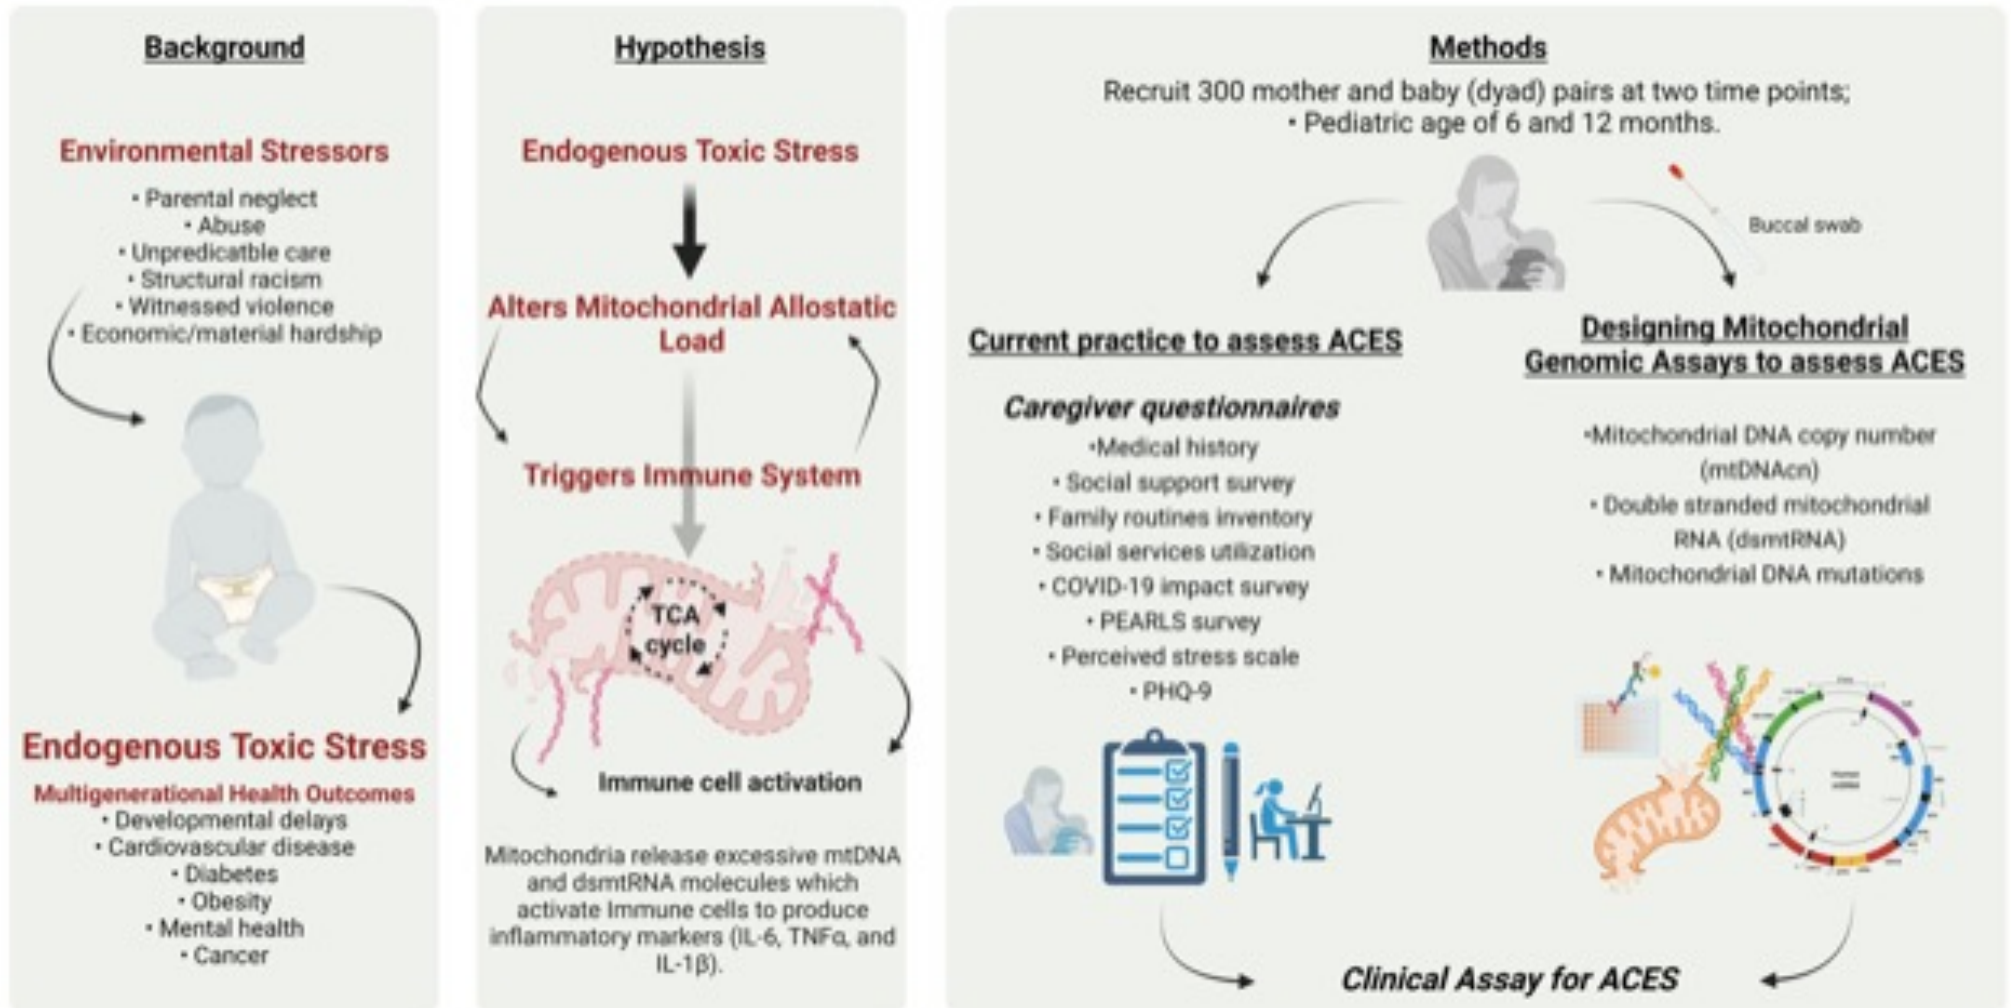 Background
Environmental Stressors
• Parental neglect
• Abuse
• Unpredicatble care
• Structural racism
• Witnessed violence
• Economic/material hardship
Endogenous Toxic Stress
Multigenerational Health Outcomes
• Developmental delays
• Cardiovascular disease
• Diabetes
• Obesity
• Mental health
• Cancer
Hypothesis
Endogenous Toxic Stress
Alters Mitochondrial Allostatic
Load
Triggers Immune System
TCA
cycle
Immune cell activation
Mitochondria release excessive mtDNA
and dsmtRNA molecules which
activate Immune cells to produce
inflammatory markers (IL-6, TNFα, and
IL-1β).
Methods
Recruit 300 mother and baby (dyad) pairs at two time points;
• Pediatric age of 6 and 12 months.
Buccal swab
Current practice to assess ACES
Caregiver questionnaires
•Medical history
• Social support survey
• Family routines inventory
• Social services utilization
• COVID-19 impact survey
• PEARLS survey
• Perceived stress scale
• PHQ-9
Designing Mitochondrial
Genomic Assays to assess ACES
•Mitochondrial DNA copy number
(mtDNAcn)
• Double stranded mitochondrial
RNA (dsmtRNA)
• Mitochondrial DNA mutations
Clinical Assay for ACES